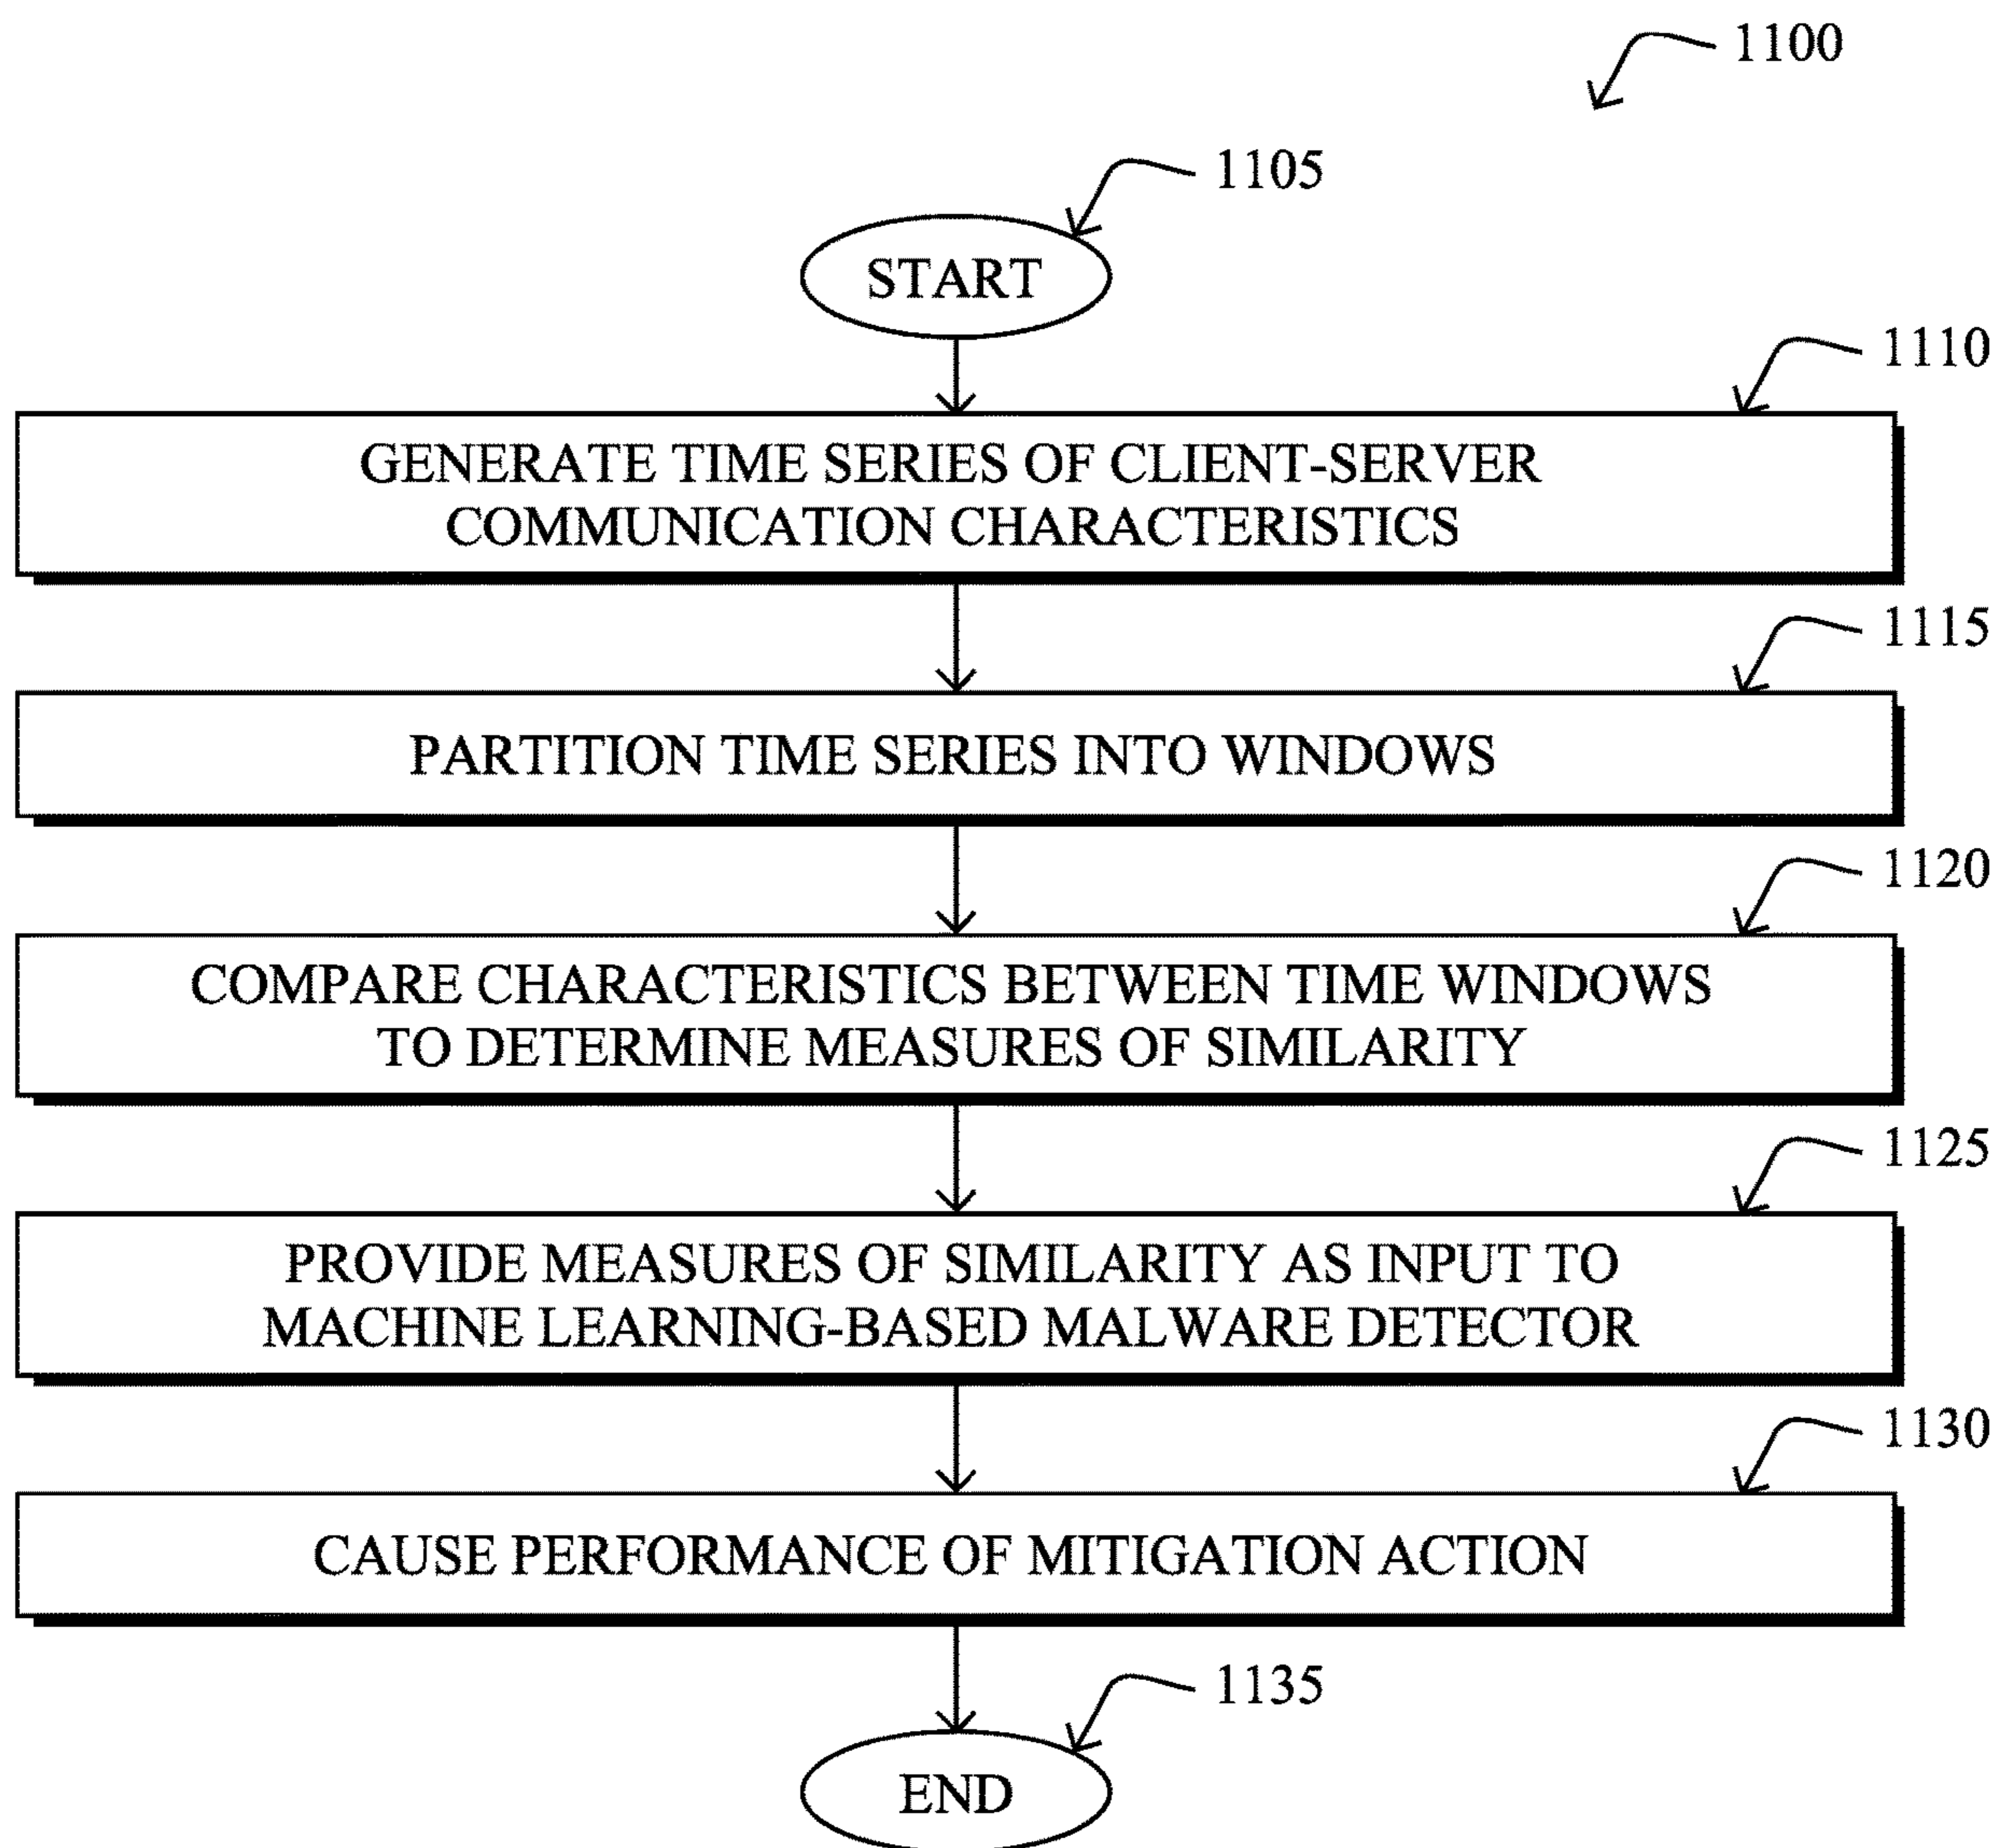 1100
1105
START
1110
GENERATE TIME SERIES OF CLIENT-SERVER
COMMUNICATION CHARACTERISTICS
1115
PARTITION TIME SERIES INTO WINDOWS
1120
COMPARE CHARACTERISTICS BETWEEN TIME WINDOWS
TO DETERMINE MEASURES OF SIMILARITY
1125
PROVIDE MEASURES OF SIMILARITY AS INPUT TO
MACHINE LEARNING-BASED MALWARE DETECTOR
1130
CAUSE PERFORMANCE OF MITIGATION ACTION
1135
END